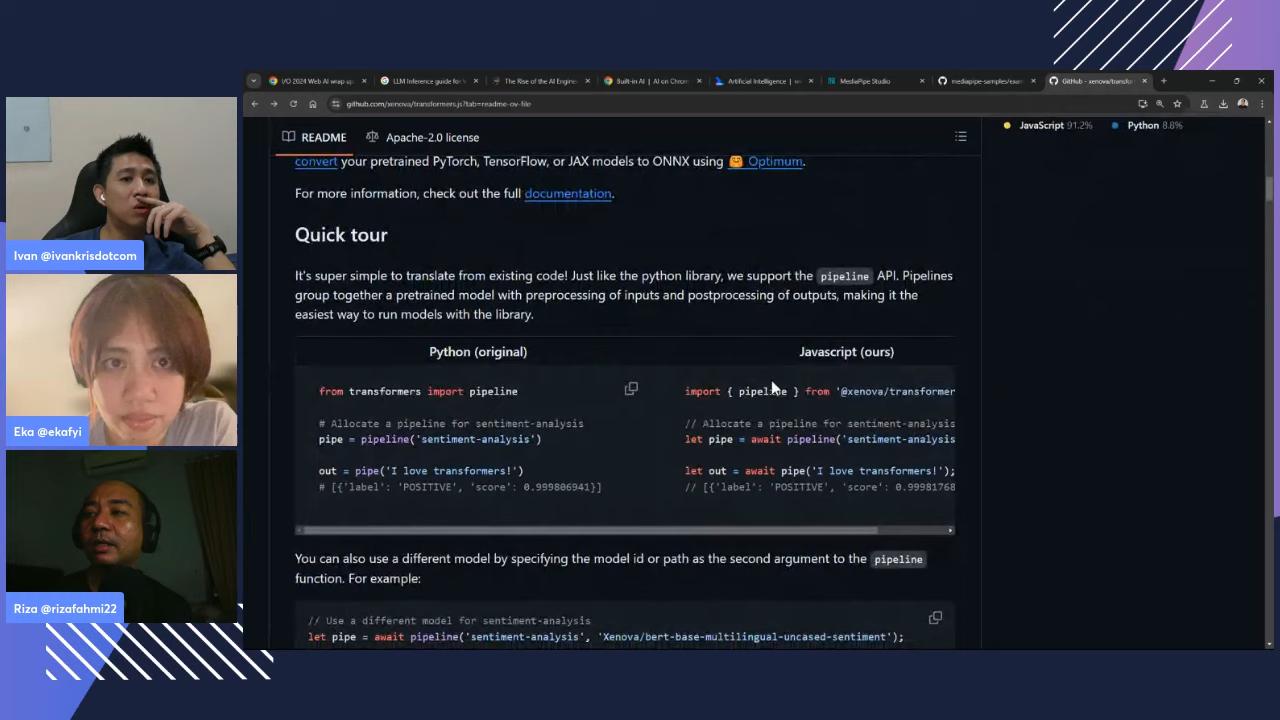 I/O 2024 Web AI wrap up
LLM Inference guide for
The Rise of the AI Engine
Built-in AI | AI on Chrom
Artificial Intelligence |
MediaPipe Studio
mediapipe-samples/exam
GitHub - xenova/transfo
github.com/xenova/transformers.js?tab=readme-ov-file
README
Apache-2.0 license
JavaScript 91.2%
Python 8.8%
convert your pretrained PyTorch, TensorFlow, or JAX models to ONNX using 🤗 Optimum.
For more information, check out the full documentation.
Quick tour
It's super simple to translate from existing code! Just like the python library, we support the pipeline API. Pipelines
group together a pretrained model with preprocessing of inputs and postprocessing of outputs, making it the
easiest way to run models with the library.
Python (original)
Javascript (ours)
from transformers import pipeline
# Allocate a pipeline for sentiment-analysis
pipe = pipeline('sentiment-analysis')
out = pipe('I love transformers!')
# [{'label': 'POSITIVE', 'score': 0.999806941}]
import { pipeline } from '@xenova/transformer
// Allocate a pipeline for sentiment-analysis
let pipe = await pipeline('sentiment-analysis
let out = await pipe('I love transformers!');
// [{'label': 'POSITIVE', 'score': 0.99981768
You can also use a different model by specifying the model id or path as the second argument to the pipeline
function. For example:
// Use a different model for sentiment-analysis
let pipe = await pipeline('sentiment-analysis', 'Xenova/bert-base-multilingual-uncased-sentiment');
Ivan @ivankrisdotcom
Eka @ekafyi
Riza @rizafahmi22